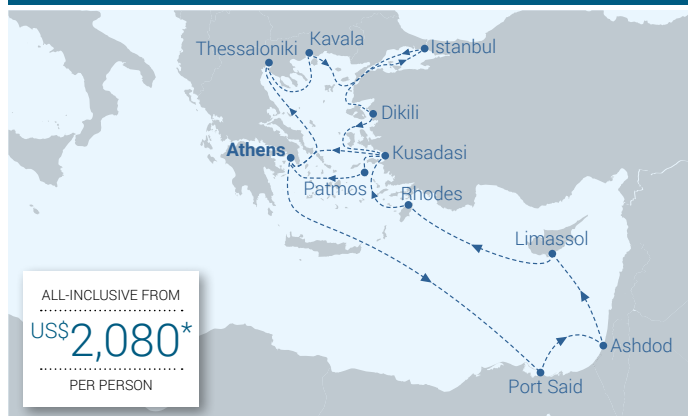 Kavala
Thessaloniki
Istanbul
Dikili
Athens
Kusadasi
Patmos
Rhodes
Limassol
ALL-INCLUSIVE FROM
US$2,080*
PER PERSON
Ashdod
Port Said